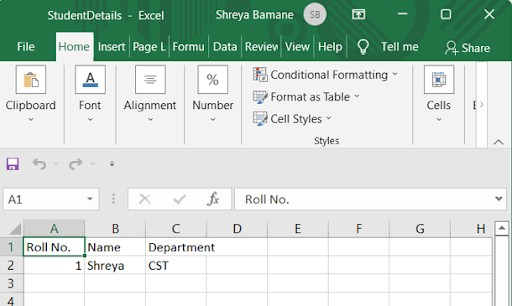 StudentDetails - Excel Shreya Bamane SB
File Home Insert Page L Formu Data Review View Help Tell me Share
Clipboard Font Alignment Number Conditional Formatting Format as Table Cell Styles Cells
Styles
A1 fx Roll No.
A B C D E F G H
1 Roll No. Name Department
2 1 Shreya CST
3
4